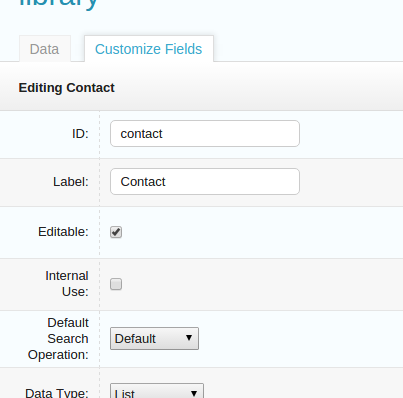 library
Data Customize Fields
Editing Contact
ID: contact
Label: Contact
Editable:
Internal
Use:
Default
Search
Operation: Default
Data Type: List